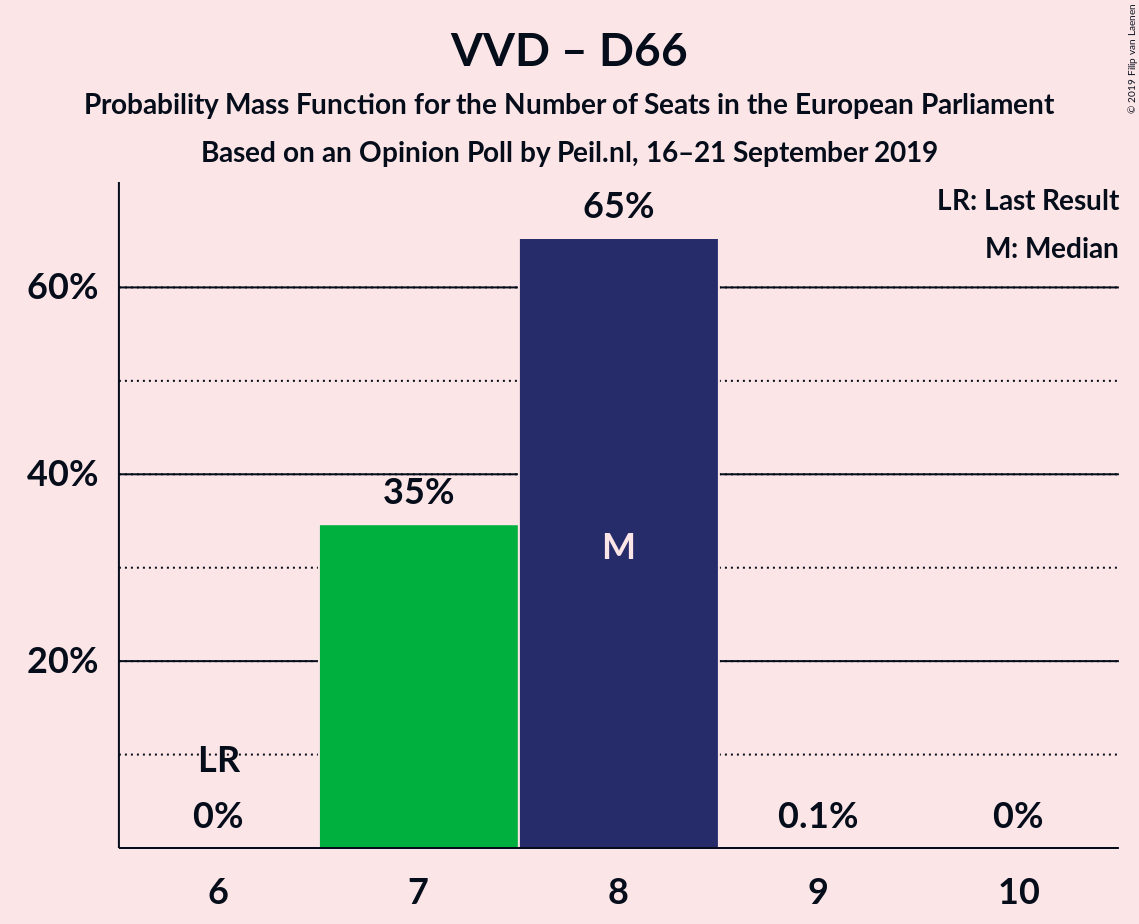 VVD – D66
Probability Mass Function for the Number of Seats in the European Parliament
Based on an Opinion Poll by Peil.nl, 16–21 September 2019
© 2019 Filip van Laenen
LR: Last Result
M: Median
65%
60%
40%
35%
M
20%
LR
0%
0.1%
0%
6
7
8
9
10